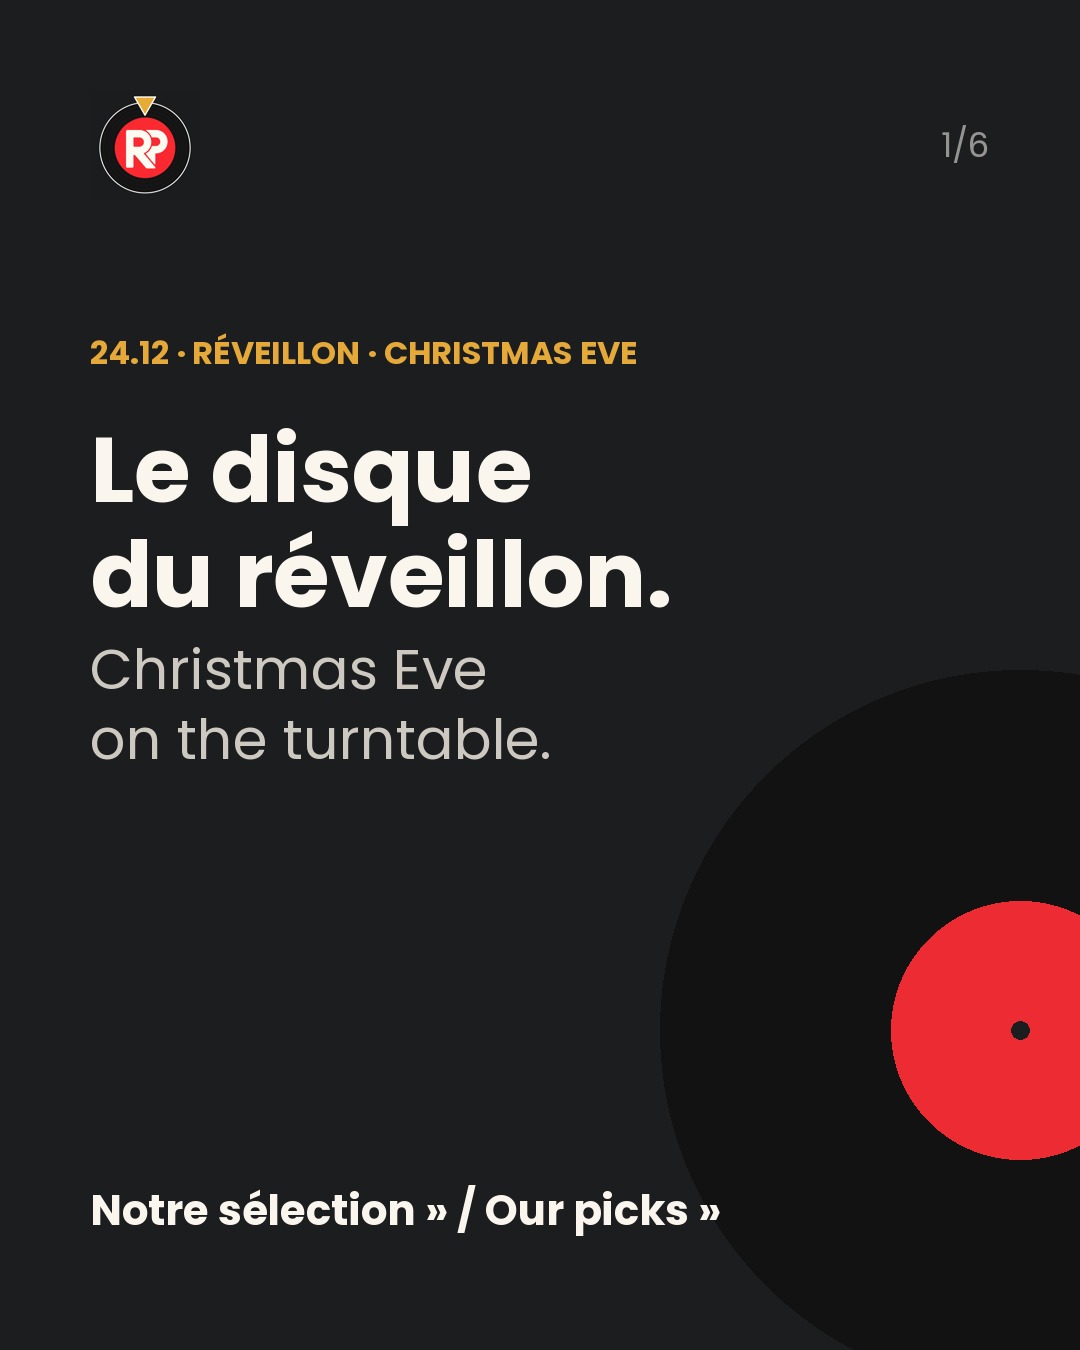 RP
1/6
24.12 · RÉVEILLON · CHRISTMAS EVE
Le disque
du réveillon.
Christmas Eve
on the turntable.
Notre sélection » / Our picks »